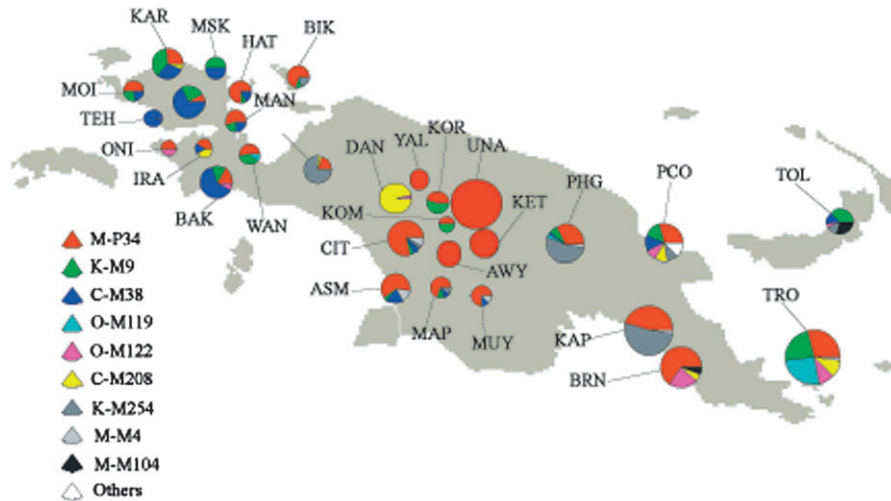 KAR
MSK
HAT
BIK
MOI
MAN
TEH
ONI
IRA
BAK
WAN
DAN
YAL
KOR
UNA
KOM
KET
PHG
PCO
TOL
CIT
AWY
ASM
MAP
MUY
KAP
BRN
TRO
M-P34
K-M9
C-M38
O-M119
O-M122
C-M208
K-M254
M-M4
M-M104
Others